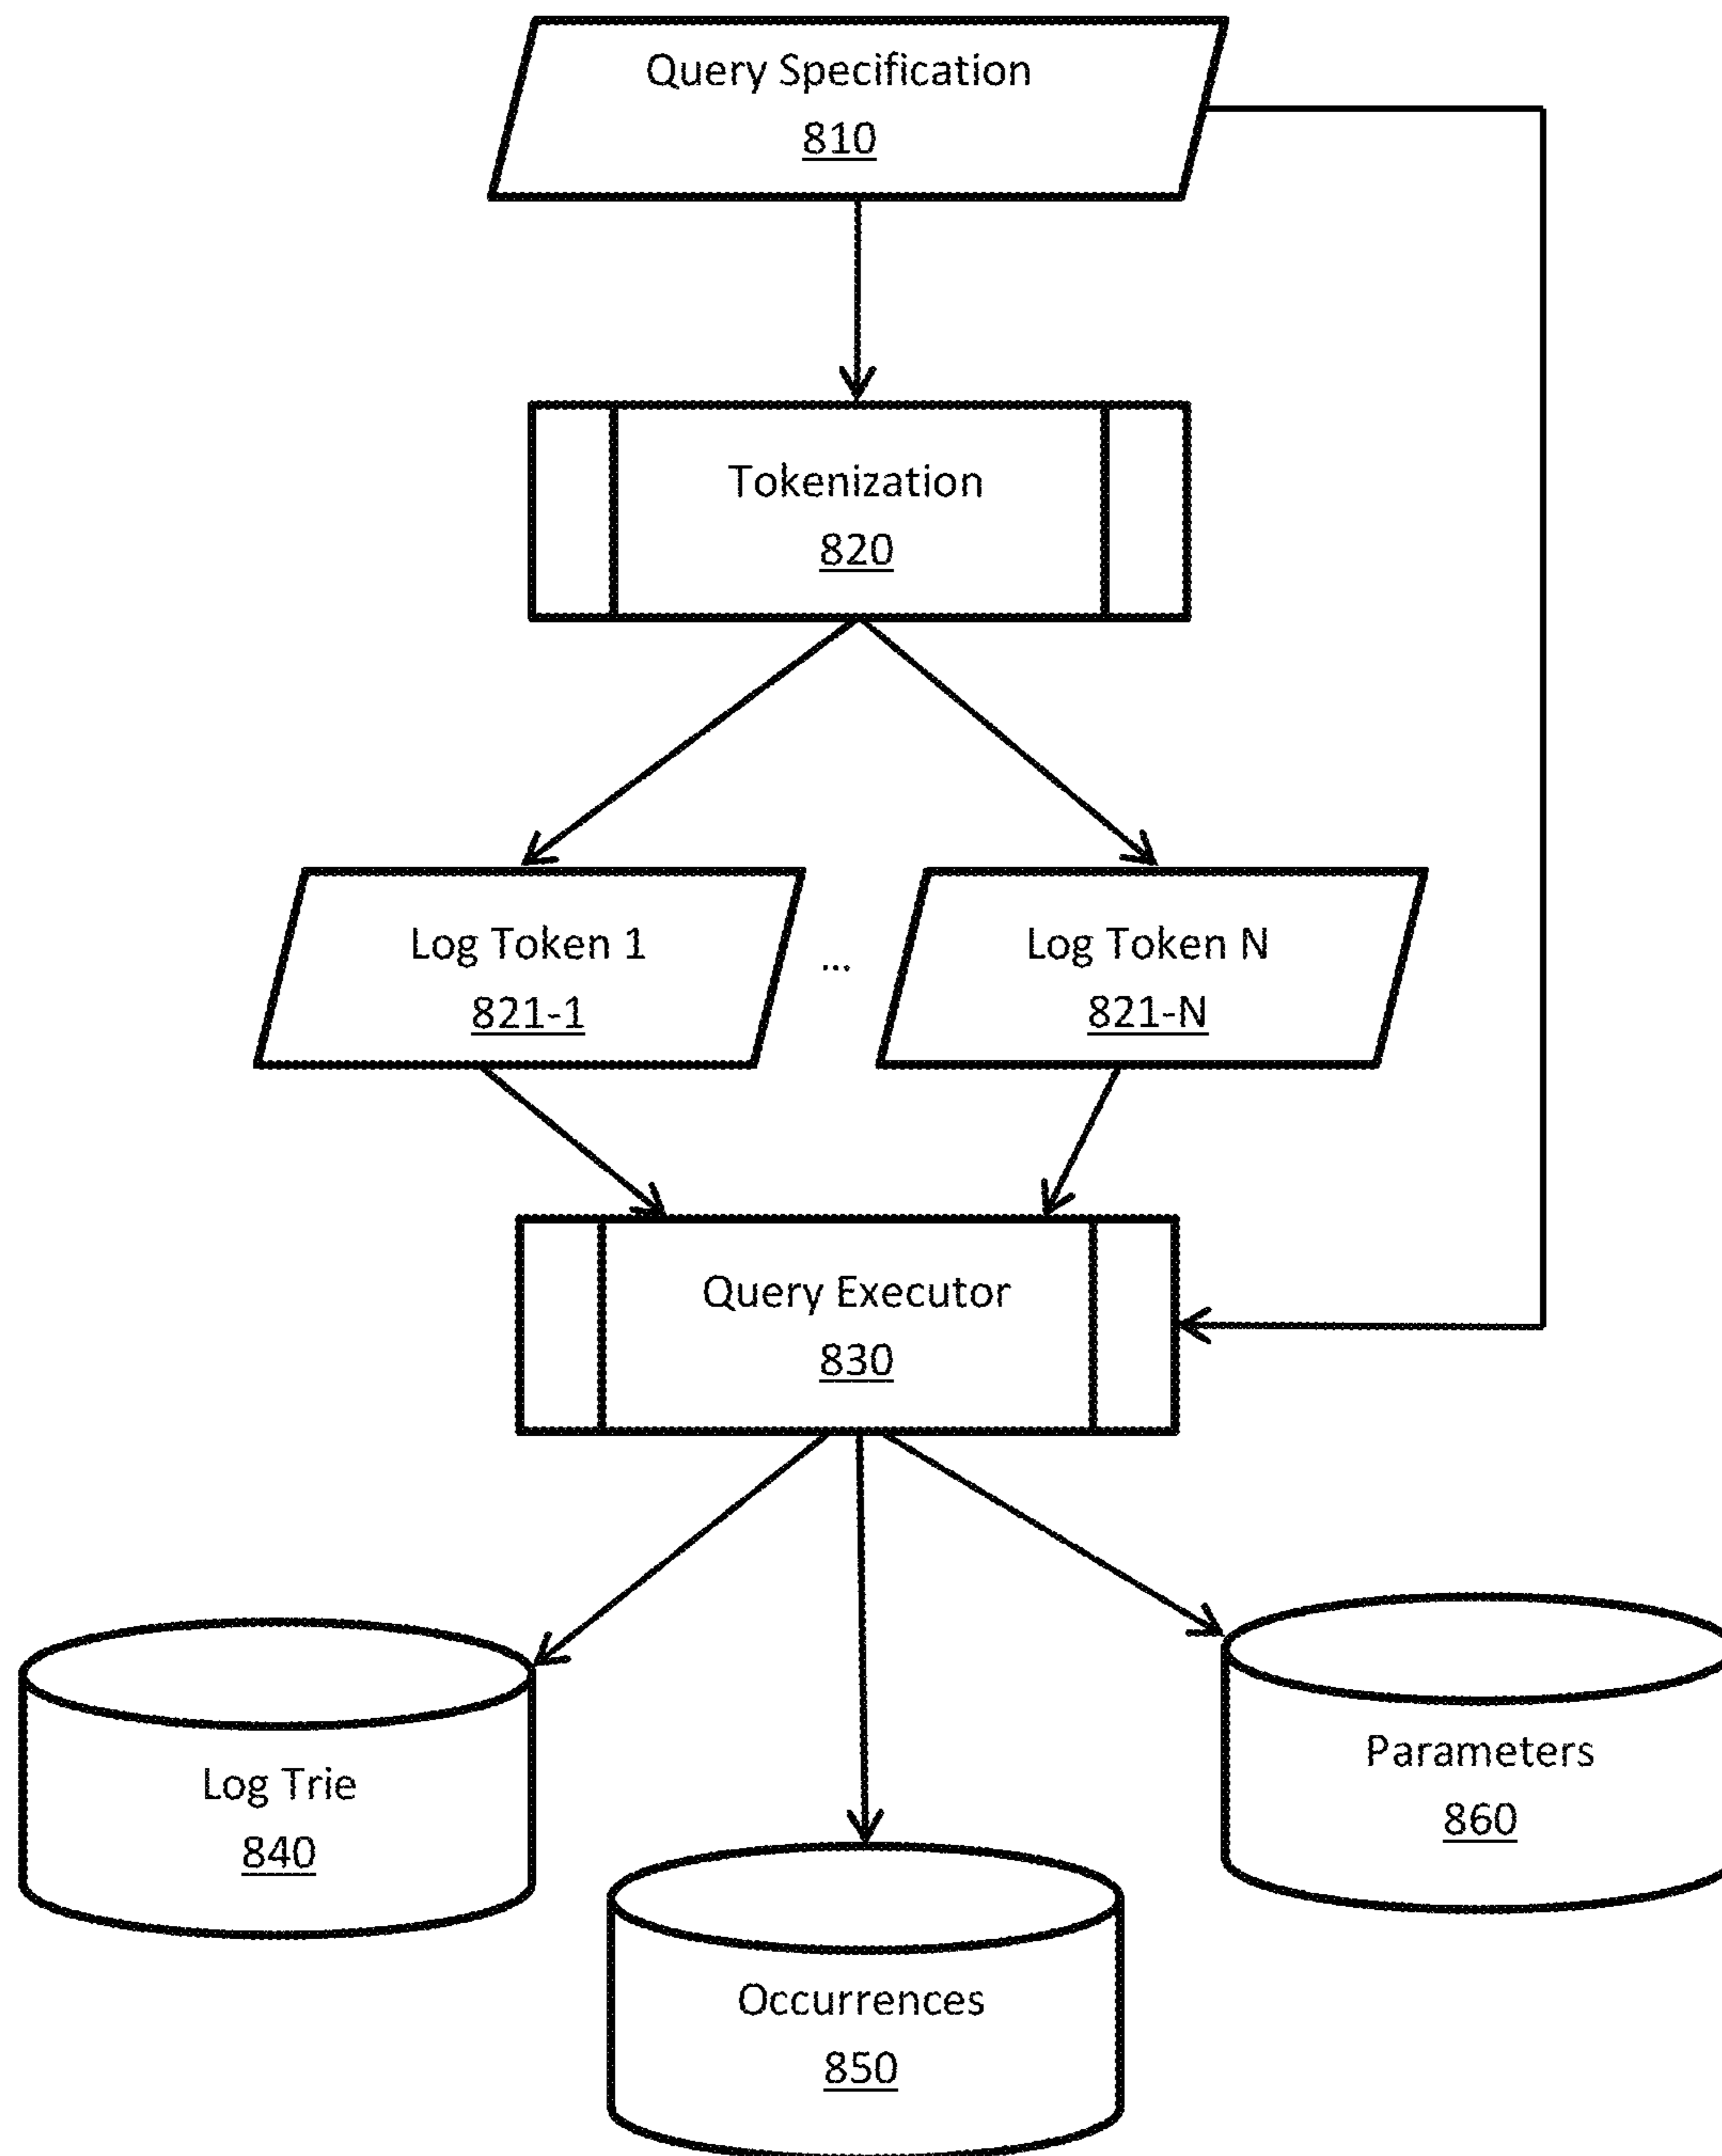 Query Specification
810
Tokenization
820
Log Token 1
821-1
...
Log Token N
821-N
Query Executor
830
Log Trie
840
Occurrences
850
Parameters
860